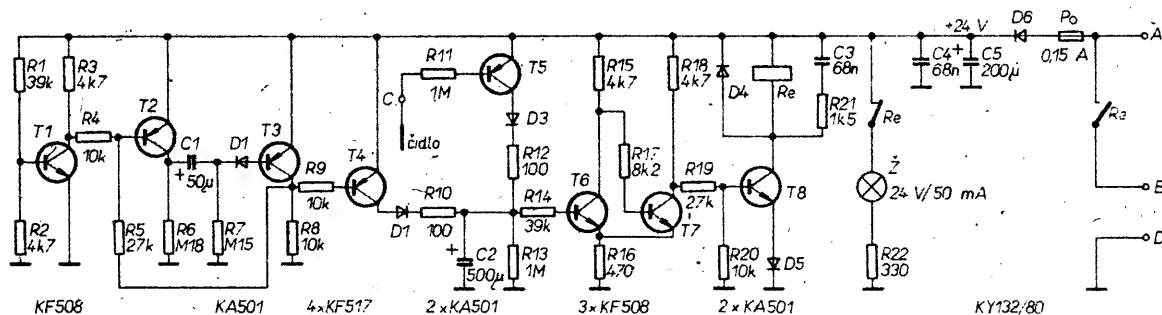 +24 V
D6
Po
0,15 A
A
R1
39k
R3
4k7
T1
R4
10k
T2
C1
+ 50µ
D1
T3
R9
10k
T4
R11
1M
T5
C
čidlo
D3
R12
100
R15
4k7
R18
4k7
D4
Re
C3
68n
R21
1k5
Re
Ž
24 V/50 mA
C4
68n
+
C5
200µ
Re
R2
4k7
R5
27k
R6
M18
R7
M15
R8
10k
D1
R10
100
+
C2
500µ
R14
39k
R13
1M
T6
R17
8k2
T7
R16
470
R19
27k
T8
R20
10k
D5
R22
330
B
D
KF508
KA501
4×KF517
2×KA501
3×KF508
2×KA501
KY132/80